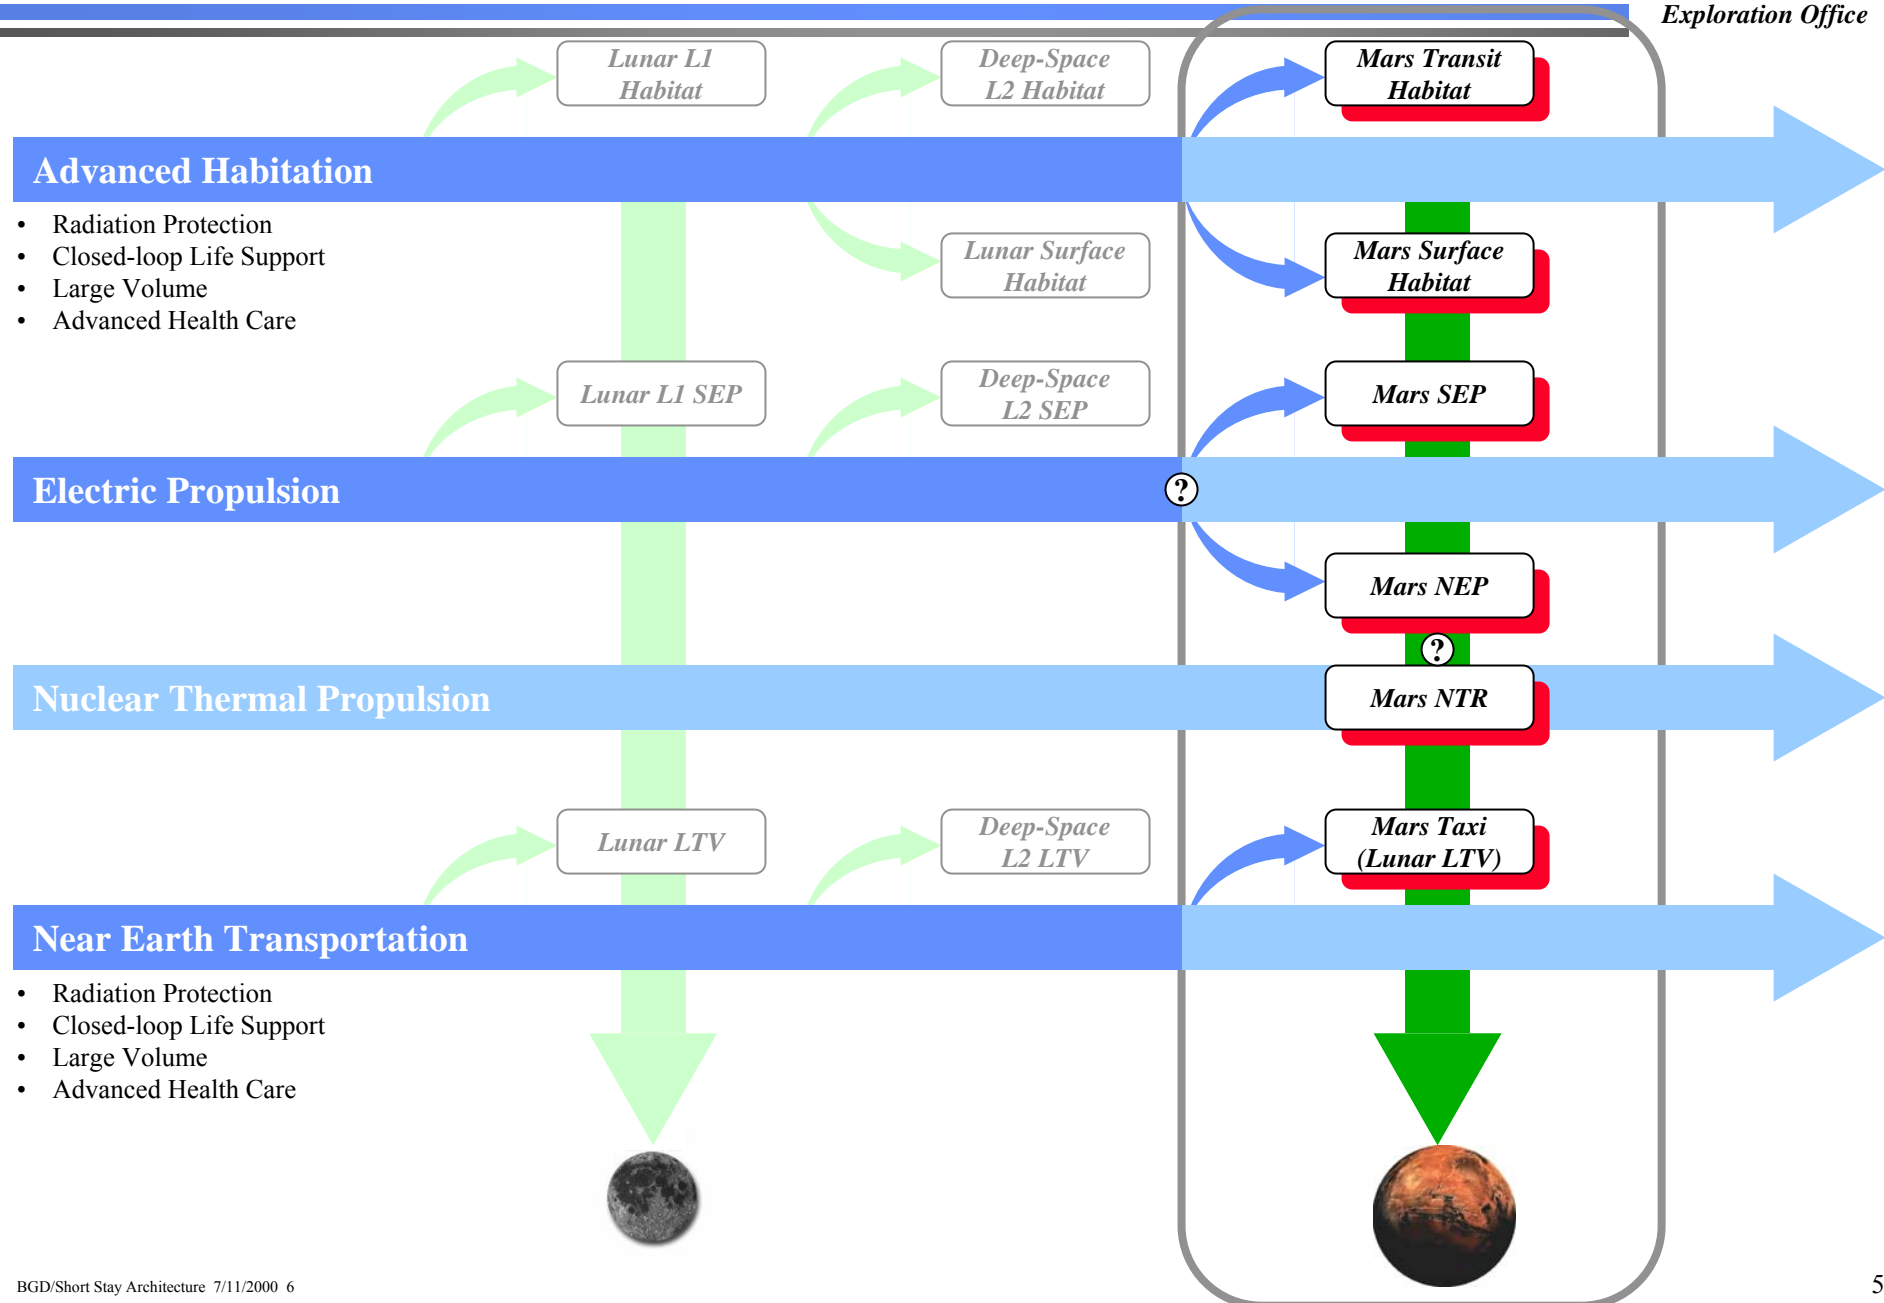 Exploration Office
Lunar L1
Habitat
Deep-Space
L2 Habitat
Mars Transit
Habitat
Advanced Habitation
• Radiation Protection
• Closed-loop Life Support
• Large Volume
• Advanced Health Care
Lunar Surface
Habitat
Mars Surface
Habitat
Lunar L1 SEP
Deep-Space
L2 SEP
Mars SEP
Electric Propulsion
?
Mars NEP
?
Nuclear Thermal Propulsion
Mars NTR
Lunar LTV
Deep-Space
L2 LTV
Mars Taxi
(Lunar LTV)
Near Earth Transportation
• Radiation Protection
• Closed-loop Life Support
• Large Volume
• Advanced Health Care
BGD/Short Stay Architecture 7/11/2000 6
5